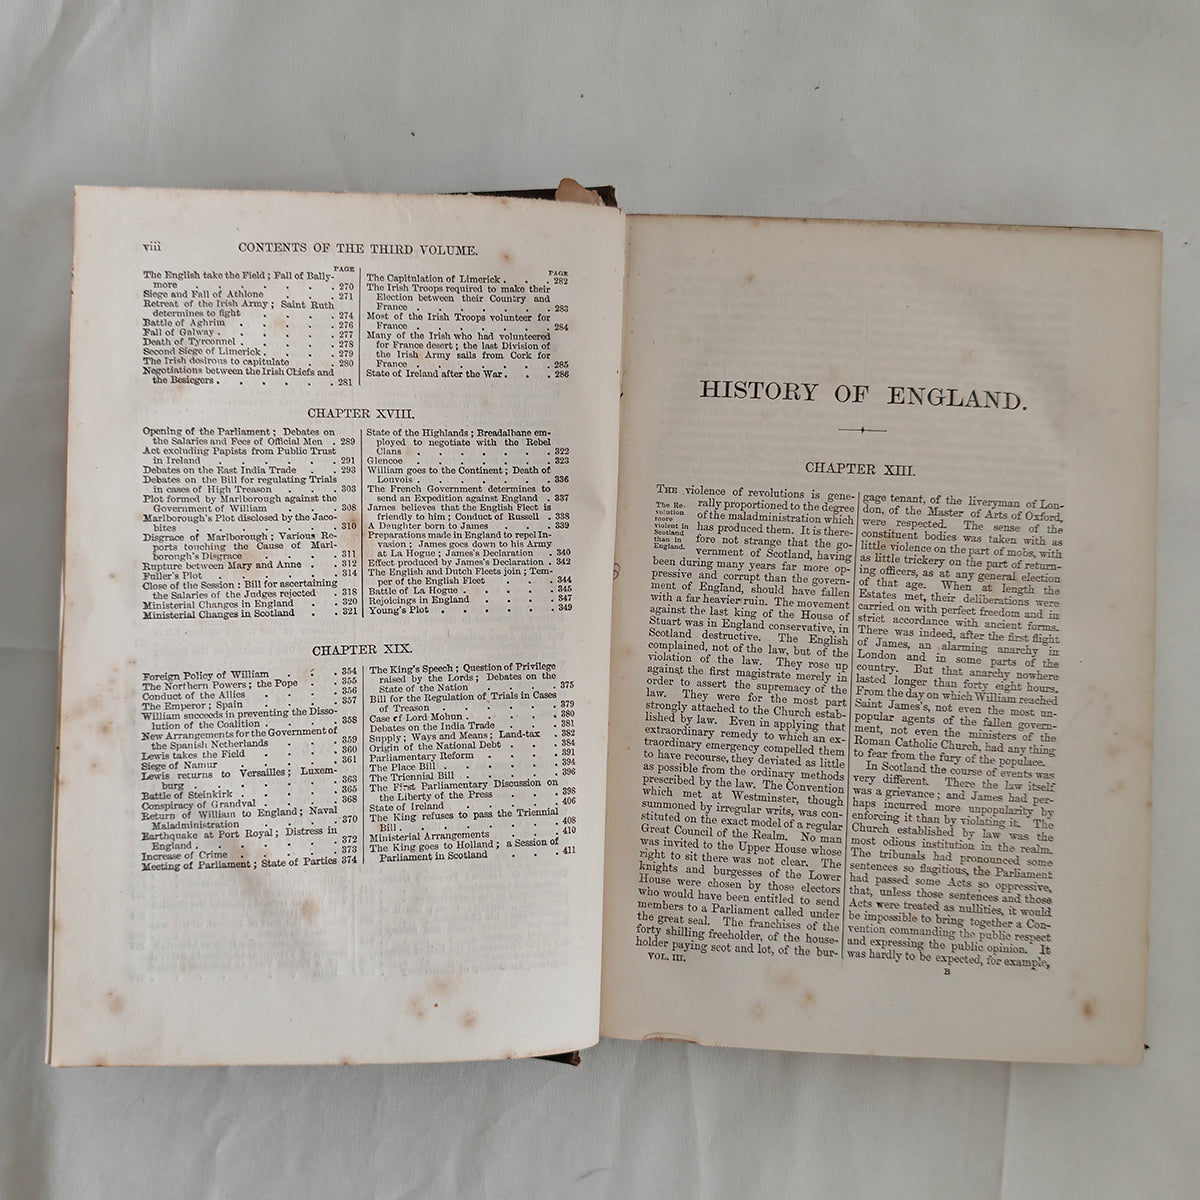 viii CONTENTS OF THE THIRD VOLUME.
PAGE
The English take the Field ; Fall of Bally-
more . . . . . . 270
Siege and Fall of Athlone . . . . 271
Retreat of the Irish Army ; Saint Ruth
determines to fight . . . . 274
Battle of Aghrim . . . . . 276
Fall of Galway . . . . . . 277
Death of Tyrconnel . . . . . 278
Second Siege of Limerick . . . . 279
The Irish desirous to capitulate . . . 280
Negotiations between the Irish Chiefs and
the Besiegers . . . . . . 281
PAGE
The Capitulation of Limerick . . . 282
The Irish Troops required to make their
Election between their Country and
France . . . . . . . 283
Most of the Irish Troops volunteer for
France . . . . . . . 284
Many of the Irish who had volunteered
for France desert ; the last Division of
the Irish Army sails from Cork for
France . . . . . . . 285
State of Ireland after the War . . . 286
CHAPTER XVIII.
Opening of the Parliament ; Debates on
the Salaries and Fees of Official Men . 289
Act excluding Papists from Public Trust
in Ireland . . . . . . 291
Debates on the East India Trade . . 293
Debates on the Bill for regulating Trials
in cases of High Treason . . . 303
Plot formed by Marlborough against the
Government of William . . . 308
Marlborough's Plot disclosed by the Jaco-
bites . . . . . . . 310
Disgrace of Marlborough ; Various Re-
ports touching the Cause of Marl-
borough's Disgrace . . . . 311
Rupture between Mary and Anne . . 312
Fuller's Plot . . . . . . 314
Close of the Session ; Bill for ascertaining
the Salaries of the Judges rejected . 318
Ministerial Changes in England . . 320
Ministerial Changes in Scotland . . 321
State of the Highlands ; Breadalbane em-
ployed to negotiate with the Rebel
Clans . . . . . . . 322
Glencoe . . . . . . . 323
William goes to the Continent ; Death of
Louvois . . . . . . . 336
The French Government determines to
send an Expedition against England . 337
James believes that the English Fleet is
friendly to him ; Conduct of Russell . 338
A Daughter born to James . . . 339
Preparations made in England to repel In-
vasion ; James goes down to his Army
at La Hogue ; James's Declaration . 340
Effect produced by James's Declaration . 342
The English and Dutch Fleets join ; Tem-
per of the English Fleet . . . 344
Battle of La Hogue . . . . . 345
Rejoicings in England . . . . 347
Young's Plot . . . . . . 349
CHAPTER XIX.
Foreign Policy of William . . . 354
The Northern Powers ; the Pope . . 355
Conduct of the Allies . . . . 356
The Emperor ; Spain . . . . 357
William succeeds in preventing the Disso-
lution of the Coalition . . . . 358
New Arrangements for the Government of
the Spanish Netherlands . . . 359
Lewis takes the Field . . . . 360
Siege of Namur . . . . . 361
Lewis returns to Versailles ; Luxem-
burg . . . . . . . 363
Battle of Steinkirk . . . . . 365
Conspiracy of Grandval . . . . 368
Return of William to England ; Naval
Maladministration . . . . 370
Earthquake at Port Royal ; Distress in
England . . . . . . . 372
Increase of Crime . . . . . 373
Meeting of Parliament ; State of Parties 374
The King's Speech ; Question of Privilege
raised by the Lords ; Debates on the
State of the Nation . . . . 375
Bill for the Regulation of Trials in Cases
of Treason . . . . . . 379
Case of Lord Mohun . . . . . 380
Debates on the India Trade . . . 381
Supply ; Ways and Means ; Land-tax . 382
Origin of the National Debt . . . 384
Parliamentary Reform . . . . 391
The Place Bill . . . . . . 394
The Triennial Bill . . . . . 396
The First Parliamentary Discussion on
the Liberty of the Press . . . 398
State of Ireland . . . . . 406
The King refuses to pass the Triennial
Bill . . . . . . . 408
Ministerial Arrangements . . . . 410
The King goes to Holland ; a Session of
Parliament in Scotland . . . 411
HISTORY OF ENGLAND.
CHAPTER XIII.
THE violence of revolutions is gene-
rally proportioned to the degree
of the maladministration which
has produced them. It is there-
fore not strange that the go-
vernment of Scotland, having
The Re-
volution
more
violent in
Scotland
than in
England.
been during many years far more op-
pressive and corrupt than the govern-
ment of England, should have fallen
with a far heavier ruin. The movement
against the last king of the House of
Stuart was in England conservative, in
Scotland destructive. The English
complained, not of the law, but of the
violation of the law. They rose up
against the first magistrate merely in
order to assert the supremacy of the
law. They were for the most part
strongly attached to the Church estab-
lished by law. Even in applying that
extraordinary remedy to which an ex-
traordinary emergency compelled them
to have recourse, they deviated as little
as possible from the ordinary methods
prescribed by the law. The Convention
which met at Westminster, though
summoned by irregular writs, was con-
stituted on the exact model of a regular
Great Council of the Realm. No man
was invited to the Upper House whose
right to sit there was not clear. The
knights and burgesses of the Lower
House were chosen by those electors
who would have been entitled to send
members to a Parliament called under
the great seal. The franchises of the
forty shilling freeholder, of the house-
holder paying scot and lot, of the bur-
VOL. III.
gage tenant, of the liveryman of Lon-
don, of the Master of Arts of Oxford,
were respected. The sense of the
constituent bodies was taken with as
little violence on the part of mobs, with
as little trickery on the part of return-
ing officers, as at any general election
of that age. When at length the
Estates met, their deliberations were
carried on with perfect freedom and in
strict accordance with ancient forms.
There was indeed, after the first flight
of James, an alarming anarchy in
London and in some parts of the
country. But that anarchy nowhere
lasted longer than forty eight hours.
From the day on which William reached
Saint James's, not even the most un-
popular agents of the fallen govern-
ment, not even the ministers of the
Roman Catholic Church, had any thing
to fear from the fury of the populace.
In Scotland the course of events was
very different. There the law itself
was a grievance ; and James had per-
haps incurred more unpopularity by
enforcing it than by violating it. The
Church established by law was the
most odious institution in the realm.
The tribunals had pronounced some
sentences so flagitious, the Parliament
had passed some Acts so oppressive,
that, unless those sentences and those
Acts were treated as nullities, it would
be impossible to bring together a Con-
vention commanding the public respect
and expressing the public opinion. It
was hardly to be expected, for example,
B